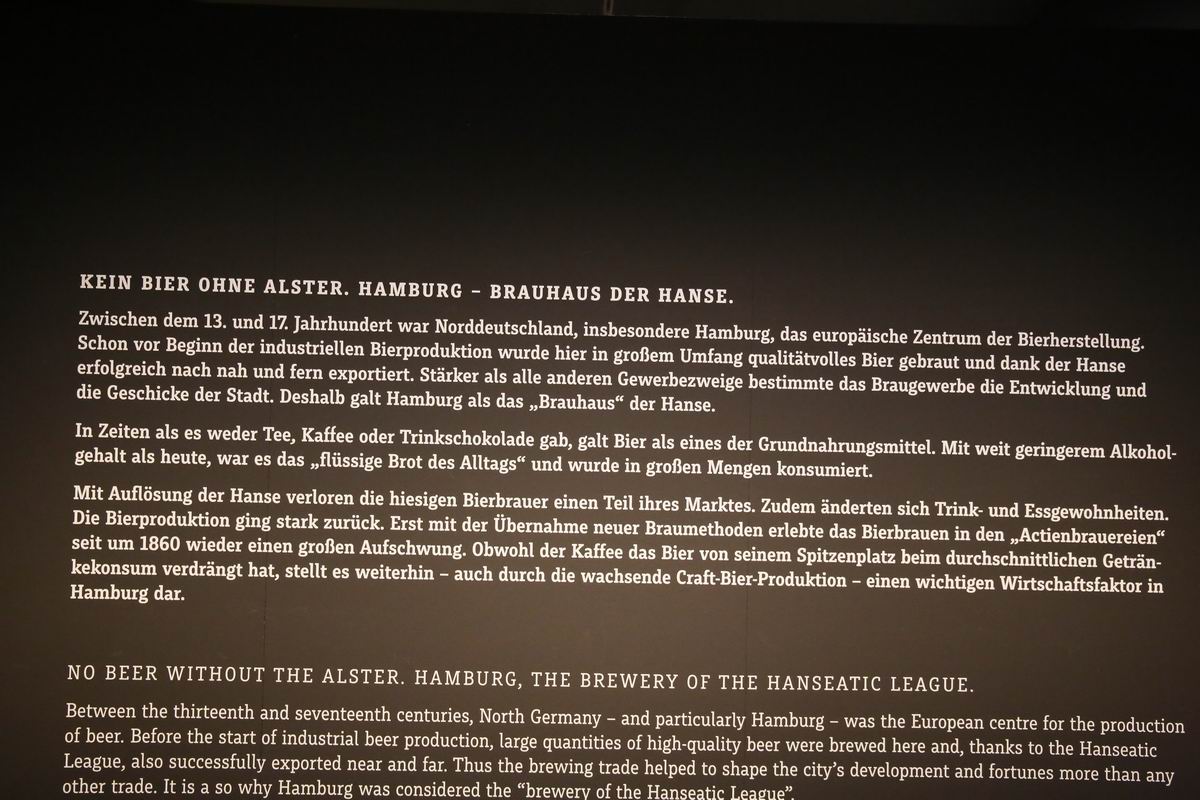 KEIN BIER OHNE ALSTER. HAMBURG – BRAUHAUS DER HANSE.
Zwischen dem 13. und 17. Jahrhundert war Norddeutschland, insbesondere Hamburg, das europäische Zentrum der Bierherstellung.
Schon vor Beginn der industriellen Bierproduktion wurde hier in großem Umfang qualitätvolles Bier gebraut und dank der Hanse
erfolgreich nach nah und fern exportiert. Stärker als alle anderen Gewerbezweige bestimmte das Braugewerbe die Entwicklung und
die Geschicke der Stadt. Deshalb galt Hamburg als das „Brauhaus“ der Hanse.
In Zeiten als es weder Tee, Kaffee oder Trinkschokolade gab, galt Bier als eines der Grundnahrungsmittel. Mit weit geringerem Alkohol-
gehalt als heute, war es das „flüssige Brot des Alltags“ und wurde in großen Mengen konsumiert.
Mit Auflösung der Hanse verloren die hiesigen Bierbrauer einen Teil ihres Marktes. Zudem änderten sich Trink- und Essgewohnheiten.
Die Bierproduktion ging stark zurück. Erst mit der Übernahme neuer Braumethoden erlebte das Bierbrauen in den „Actienbrauereien“
seit um 1860 wieder einen großen Aufschwung. Obwohl der Kaffee das Bier von seinem Spitzenplatz beim durchschnittlichen Geträn-
kekonsum verdrängt hat, stellt es weiterhin – auch durch die wachsende Craft-Bier-Produktion – einen wichtigen Wirtschaftsfaktor in
Hamburg dar.
NO BEER WITHOUT THE ALSTER. HAMBURG, THE BREWERY OF THE HANSEATIC LEAGUE.
Between the thirteenth and seventeenth centuries, North Germany – and particularly Hamburg – was the European centre for the production
of beer. Before the start of industrial beer production, large quantities of high-quality beer were brewed here and, thanks to the Hanseatic
League, also successfully exported near and far. Thus the brewing trade helped to shape the city’s development and fortunes more than any
other trade. It is a so why Hamburg was considered the “brewery of the Hanseatic League”.